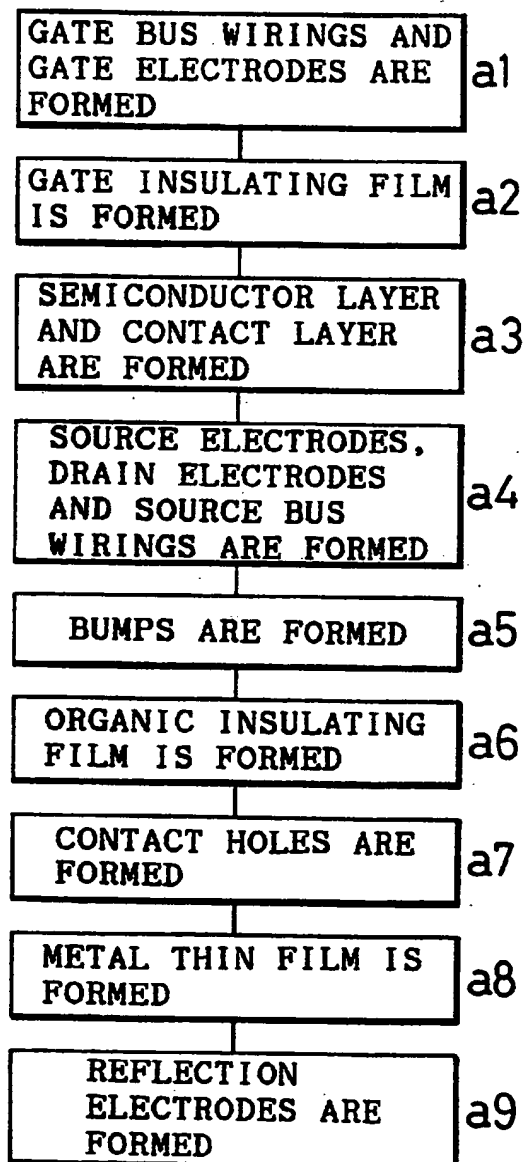 GATE BUS WIRINGS AND
GATE ELECTRODES ARE
FORMED
a1
GATE INSULATING FILM
IS FORMED
a2
SEMICONDUCTOR LAYER
AND CONTACT LAYER
ARE FORMED
a3
SOURCE ELECTRODES,
DRAIN ELECTRODES
AND SOURCE BUS
WIRINGS ARE FORMED
a4
BUMPS ARE FORMED
a5
ORGANIC INSULATING
FILM IS FORMED
a6
CONTACT HOLES ARE
FORMED
a7
METAL THIN FILM IS
FORMED
a8
REFLECTION
ELECTRODES ARE
FORMED
a9